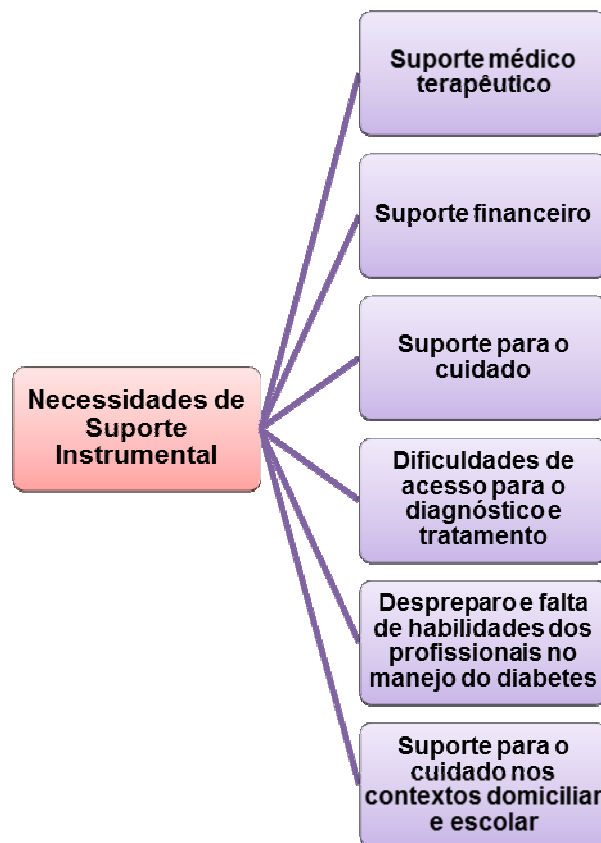 Suporte médico
terapêutico
Suporte financeiro
Suporte para o
cuidado
Necessidades de
Suporte
Instrumental
Dificuldades de
acesso para o
diagnóstico e
tratamento
Despreparo e falta
de habilidades dos
profissionais no
manejo do diabetes
Suporte para o
cuidado nos
contextos domiciliar
e escolar